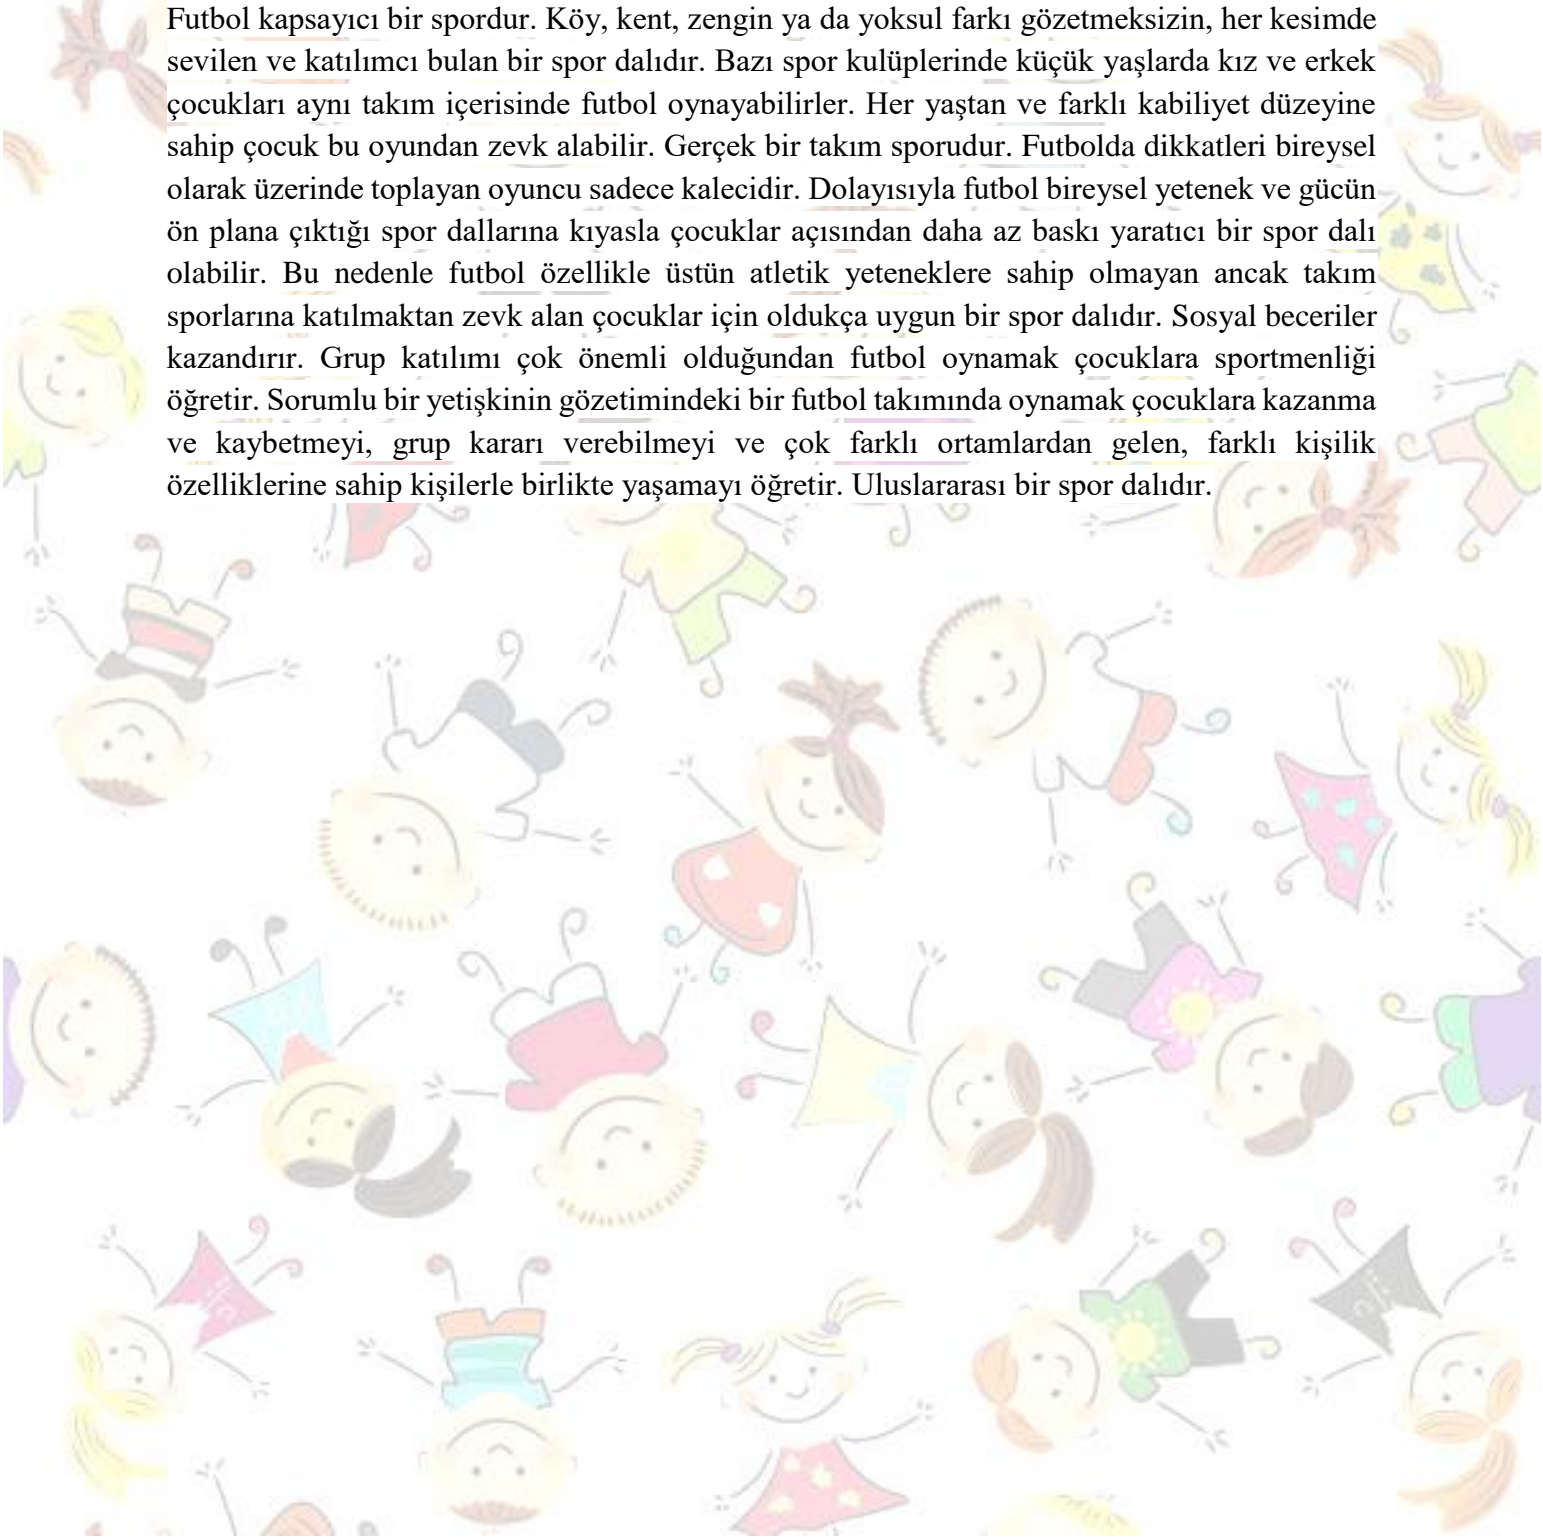 Futbol kapsayıcı bir spordur. Köy, kent, zengin ya da yoksul farkı gözetmeksizin, her kesimde
sevilen ve katılımcı bulan bir spor dalıdır. Bazı spor kulüplerinde küçük yaşlarda kız ve erkek
çocukları aynı takım içerisinde futbol oynayabilirler. Her yaştan ve farklı kabiliyet düzeyine
sahip çocuk bu oyundan zevk alabilir. Gerçek bir takım sporudur. Futbolda dikkatleri bireysel
olarak üzerinde toplayan oyuncu sadece kalecidir. Dolayısıyla futbol bireysel yetenek ve gücün
ön plana çıktığı spor dallarına kıyasla çocuklar açısından daha az baskı yaratıcı bir spor dalı
olabilir. Bu nedenle futbol özellikle üstün atletik yeteneklere sahip olmayan ancak takım
sporlarına katılmaktan zevk alan çocuklar için oldukça uygun bir spor dalıdır. Sosyal beceriler
kazandırır. Grup katılımı çok önemli olduğundan futbol oynamak çocuklara sportmenliği
öğretir. Sorumlu bir yetişkinin gözetimindeki bir futbol takımında oynamak çocuklara kazanma
ve kaybetmeyi, grup kararı verebilmeyi ve çok farklı ortamlardan gelen, farklı kişilik
özelliklerine sahip kişilerle birlikte yaşamayı öğretir. Uluslararası bir spor dalıdır.